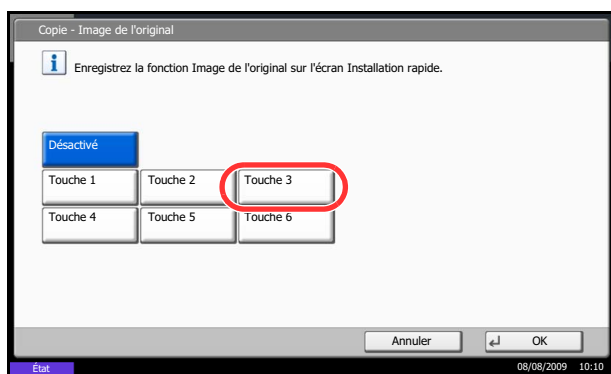 Copie - Image de l'original
Enregistrez la fonction Image de l'original sur l'écran Installation rapide.
Désactivé
Touche 1 Touche 2 Touche 3
Touche 4 Touche 5 Touche 6
Annuler OK
État 08/08/2009 10:10